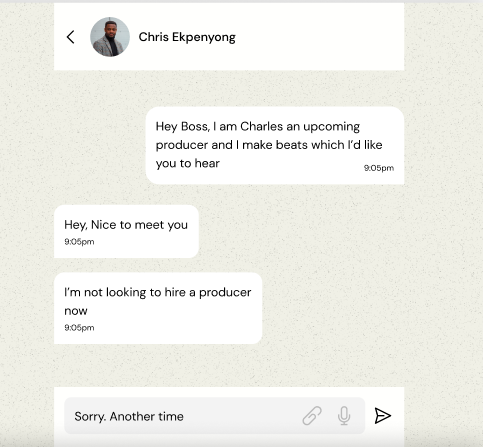 Chris Ekpenyong
Hey Boss, I am Charles an upcoming
producer and I make beats which I’d like
you to hear
9:05pm
Hey, Nice to meet you
9:05pm
I’m not looking to hire a producer
now
9:05pm
Sorry. Another time